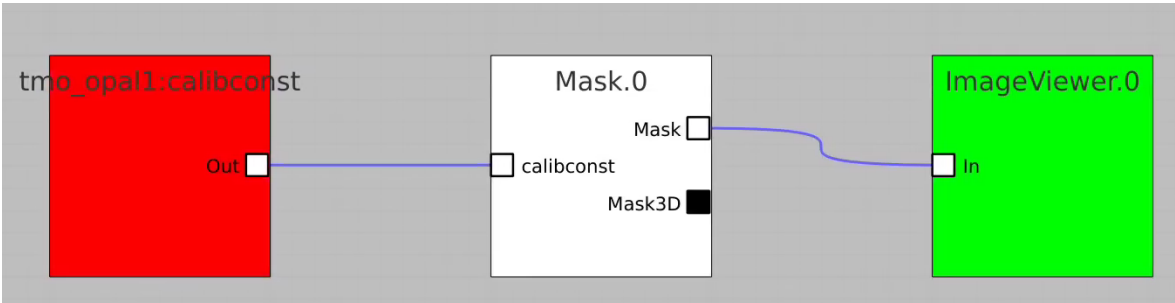 tmo_opal1:calibconst
Out
Mask.0
Mask
calibconst
Mask3D
ImageViewer.0
In